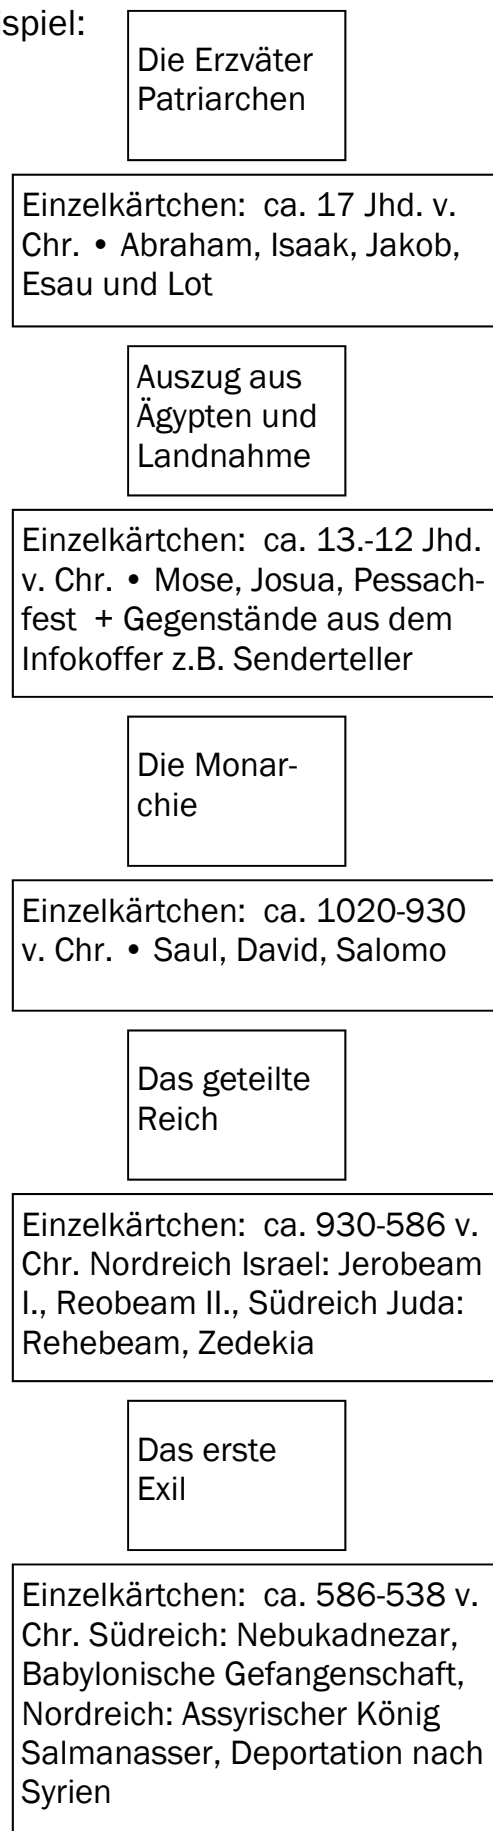 spiel:
Die Erzväter
Patriarchen
Einzelkärtchen:  ca. 17 Jhd. v.
Chr. • Abraham, Isaak, Jakob,
Esau und Lot
Auszug aus
Ägypten und
Landnahme
Einzelkärtchen:  ca. 13.-12 Jhd.
v. Chr. • Mose, Josua, Pessach-
fest  + Gegenstände aus dem
Infokoffer z.B. Senderteller
Die Monar-
chie
Einzelkärtchen:  ca. 1020-930
v. Chr. • Saul, David, Salomo
Das geteilte
Reich
Einzelkärtchen:  ca. 930-586 v.
Chr. Nordreich Israel: Jerobeam
I., Reobeam II., Südreich Juda:
Rehebeam, Zedekia
Das erste
Exil
Einzelkärtchen:  ca. 586-538 v.
Chr. Südreich: Nebukadnezar,
Babylonische Gefangenschaft,
Nordreich: Assyrischer König
Salmanasser, Deportation nach
Syrien